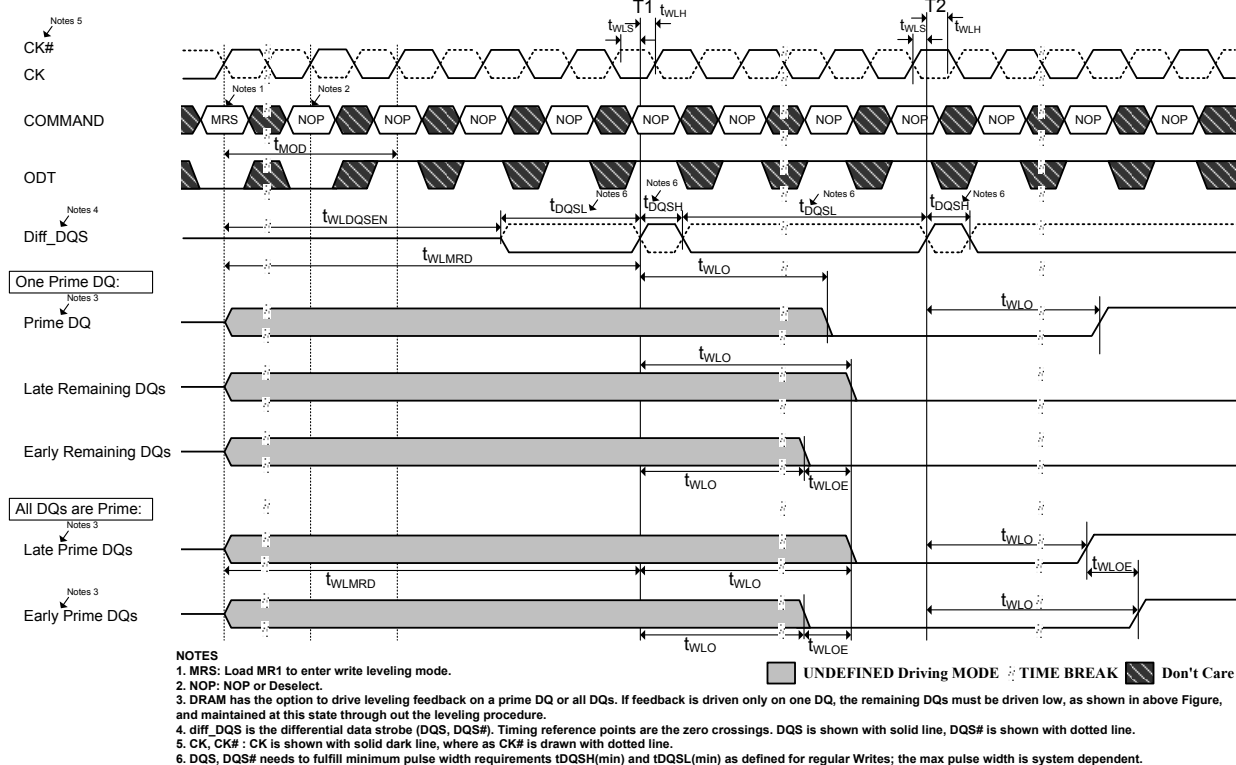 T1 T2
Notes 5 tWLS tWLH tWLS tWLH
CK#
CK
Notes 1 Notes 2
COMMAND MRS NOP NOP NOP NOP NOP NOP NOP NOP NOP NOP NOP
tMOD
ODT
Notes 6 Notes 6 Notes 6 Notes 6
Notes 4 tWLDQSEN tDQSL tDQSH tDQSL tDQSH
Diff_DQS
tWLMRD
One Prime DQ: tWLO
Notes 3 tWLO
Prime DQ
tWLO
Late Remaining DQs
Early Remaining DQs
tWLO tWLOE
All DQs are Prime:
Notes 3
Late Prime DQs tWLO
tWLOE
tWLMRD tWLO
Notes 3
Early Prime DQs tWLO
tWLO tWLOE
NOTES
1. MRS: Load MR1 to enter write leveling mode.
UNDEFINED Driving MODE TIME BREAK Don't Care
2. NOP: NOP or Deselect.
3. DRAM has the option to drive leveling feedback on a prime DQ or all DQs. If feedback is driven only on one DQ, the remaining DQs must be driven low, as shown in above Figure,
and maintained at this state through out the leveling procedure.
4. diff_DQS is the differential data strobe (DQS, DQS#). Timing reference points are the zero crossings. DQS is shown with solid line, DQS# is shown with dotted line.
5. CK, CK# : CK is shown with solid dark line, where as CK# is drawn with dotted line.
6. DQS, DQS# needs to fulfill minimum pulse width requirements tDQSH(min) and tDQSL(min) as defined for regular Writes; the max pulse width is system dependent.